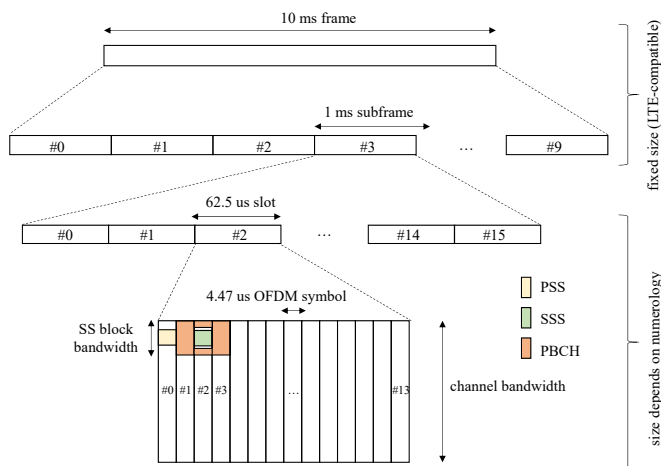 10 ms frame
fixed size (LTE-compatible)
1 ms subframe
#0 #1 #2 #3 … #9
62.5 us slot
#0 #1 #2 … #14 #15
size depends on numerology
PSS
SSS
PBCH
4.47 us OFDM symbol
SS block
bandwidth
#0 #1 #2 #3 … #13
channel bandwidth